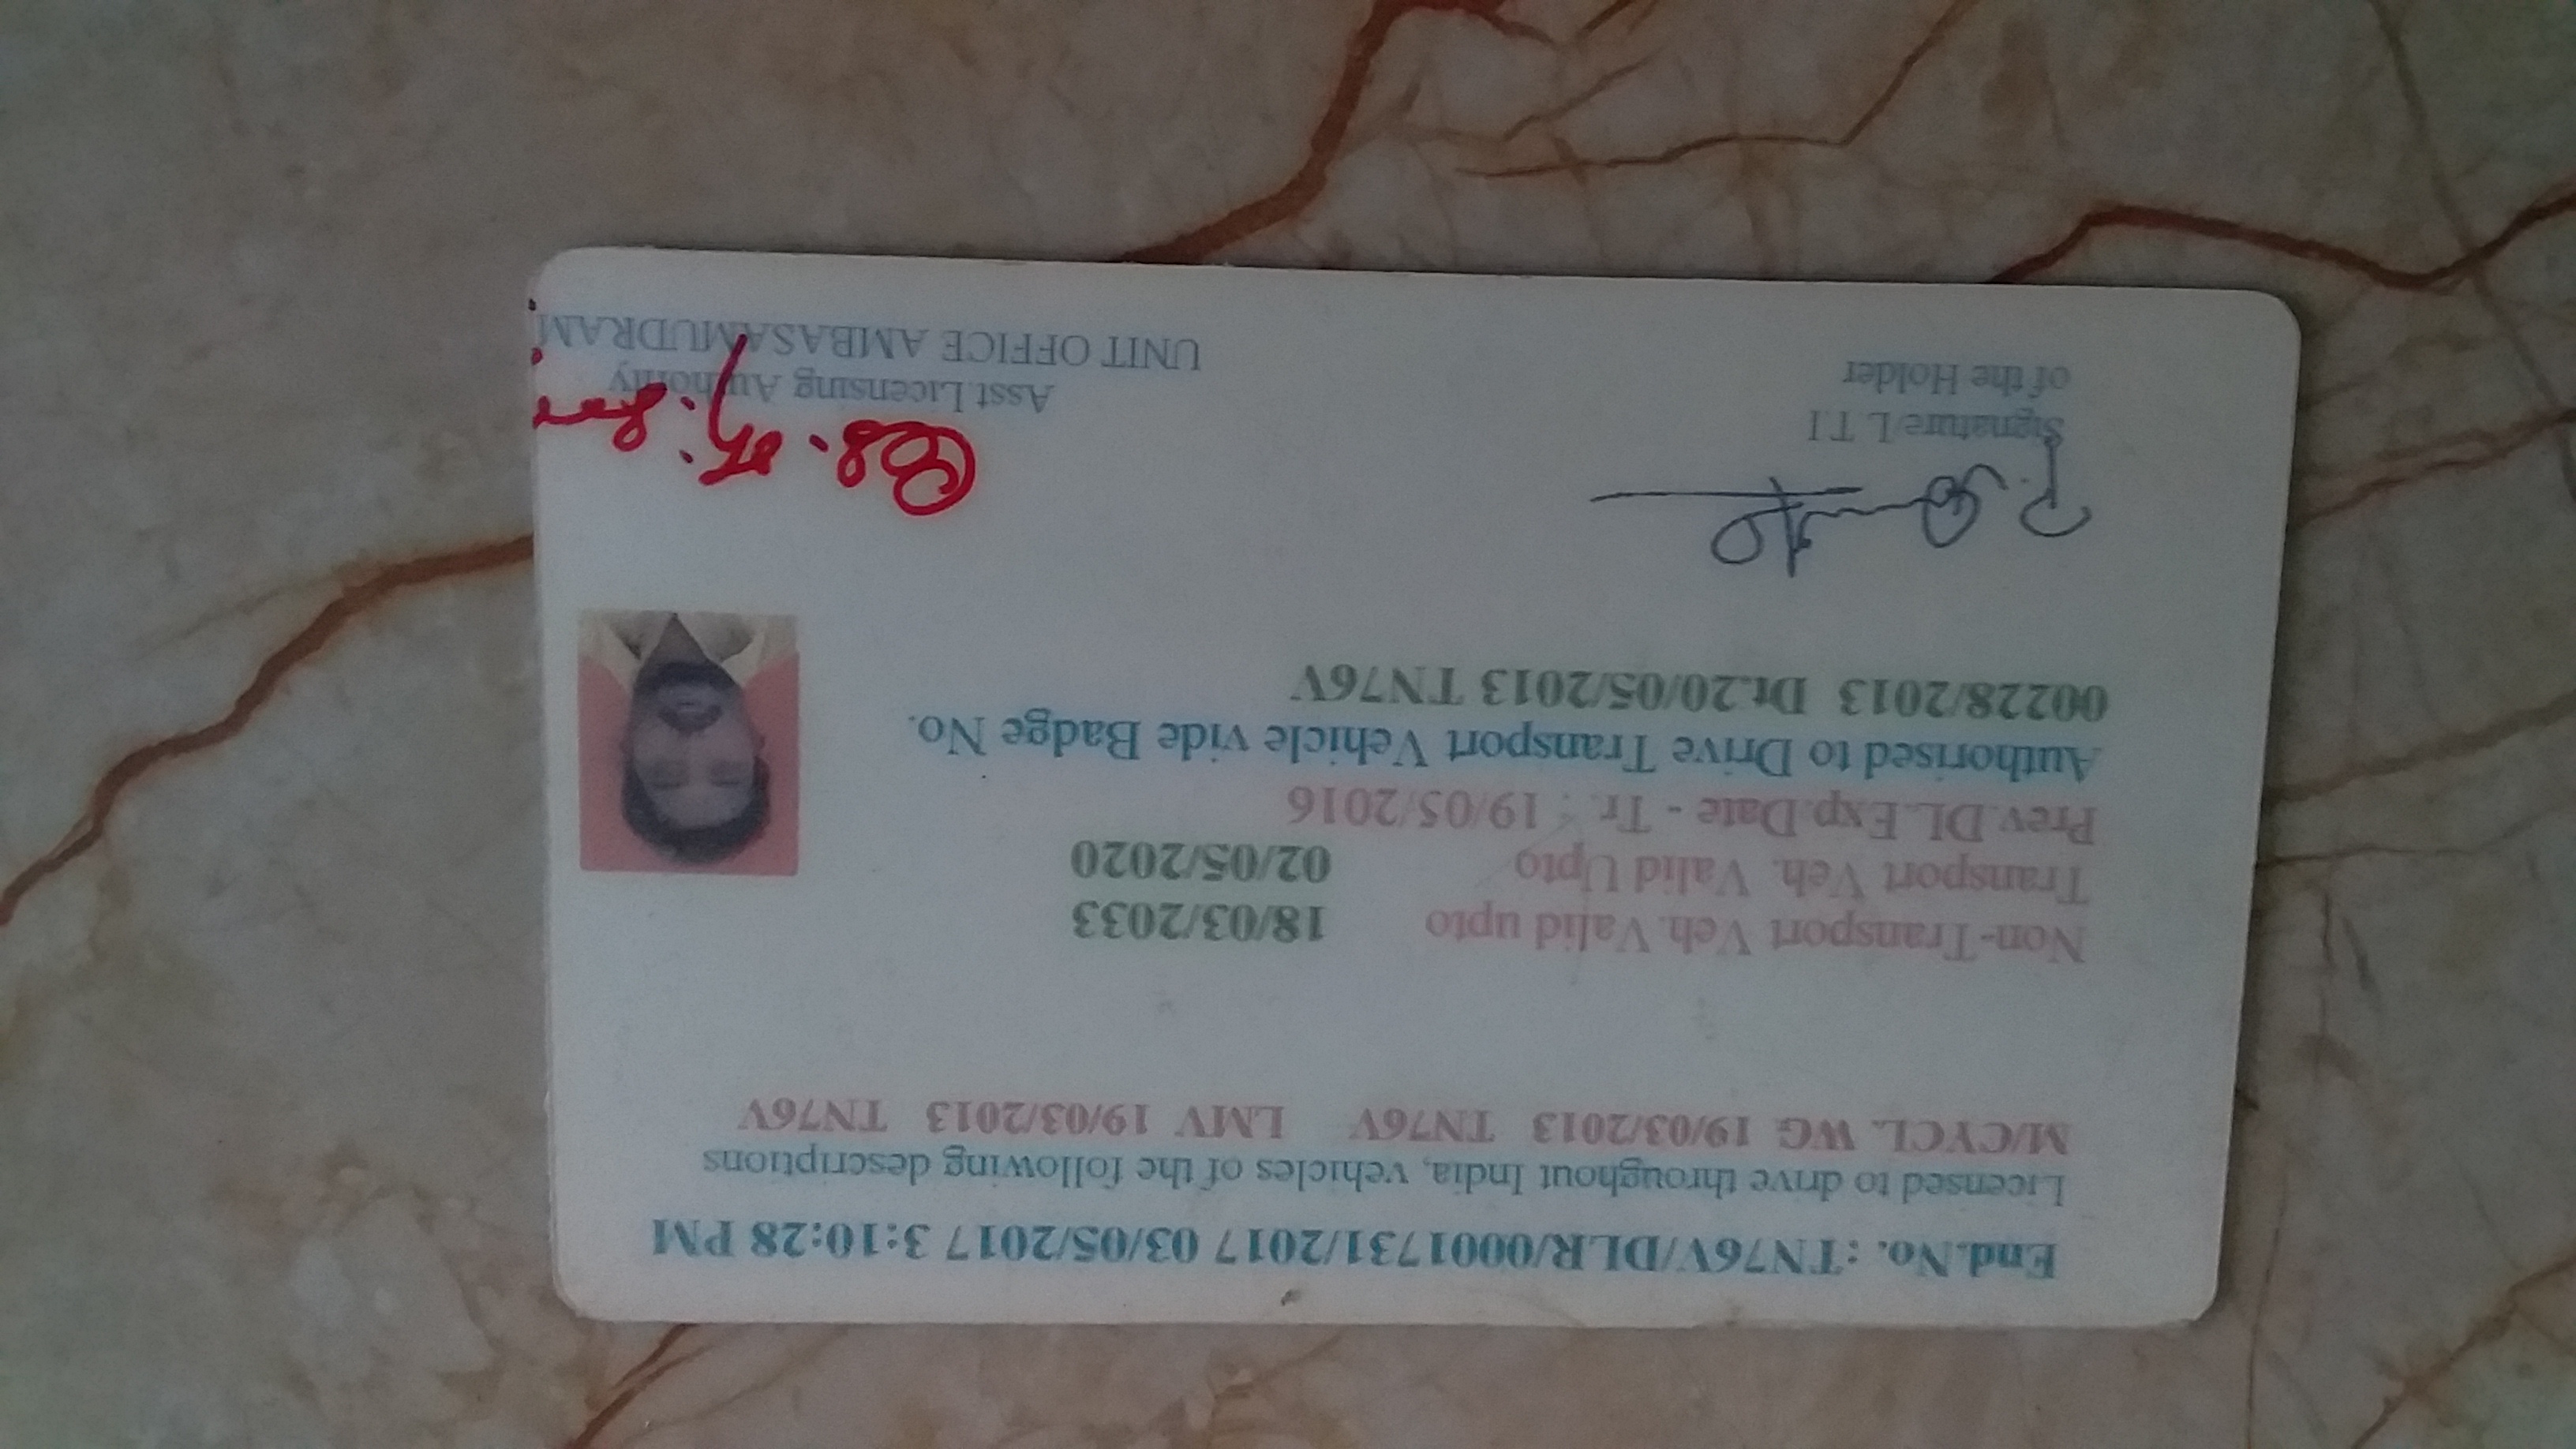 End.No. : TN76V/DLR/0001731/2017 03/05/2017 3:10:28 PM
Licensed to drive throughout India, vehicles of the following descriptions
M/CYCL. WG 19/03/2013 TN76V LMV 19/03/2013 TN76V
Non-Transport Veh. Valid upto 18/03/2033
Transport Veh. Valid Upto 02/05/2020
Prev.DL.Exp.Date - Tr. : 19/05/2016
Authorised to Drive Transport Vehicle vide Badge No.
00228/2013 Dt.20/05/2013 TN76V
Signature/L.T.I
of the Holder
Asst.Licensing Authority
UNIT OFFICE AMBASAMUDRAM